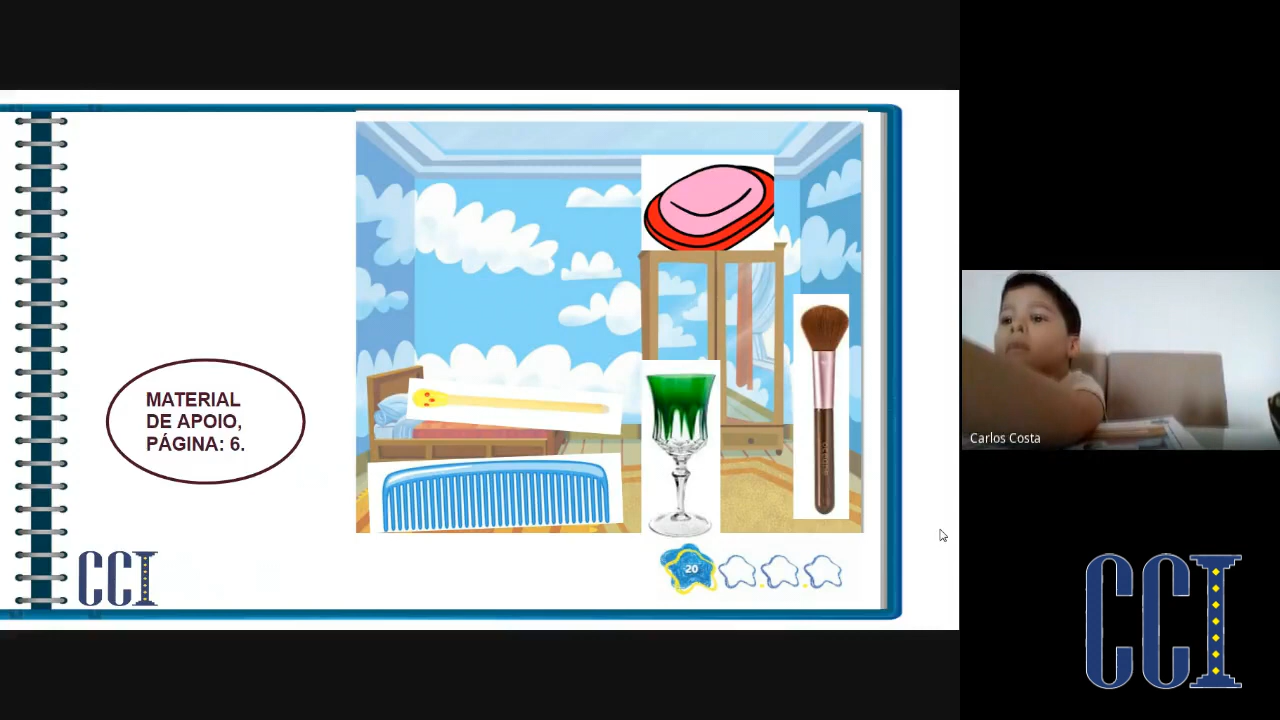 MATERIAL
DE APOIO,
PÁGINA: 6.
CCI
20
Carlos Costa
CCI